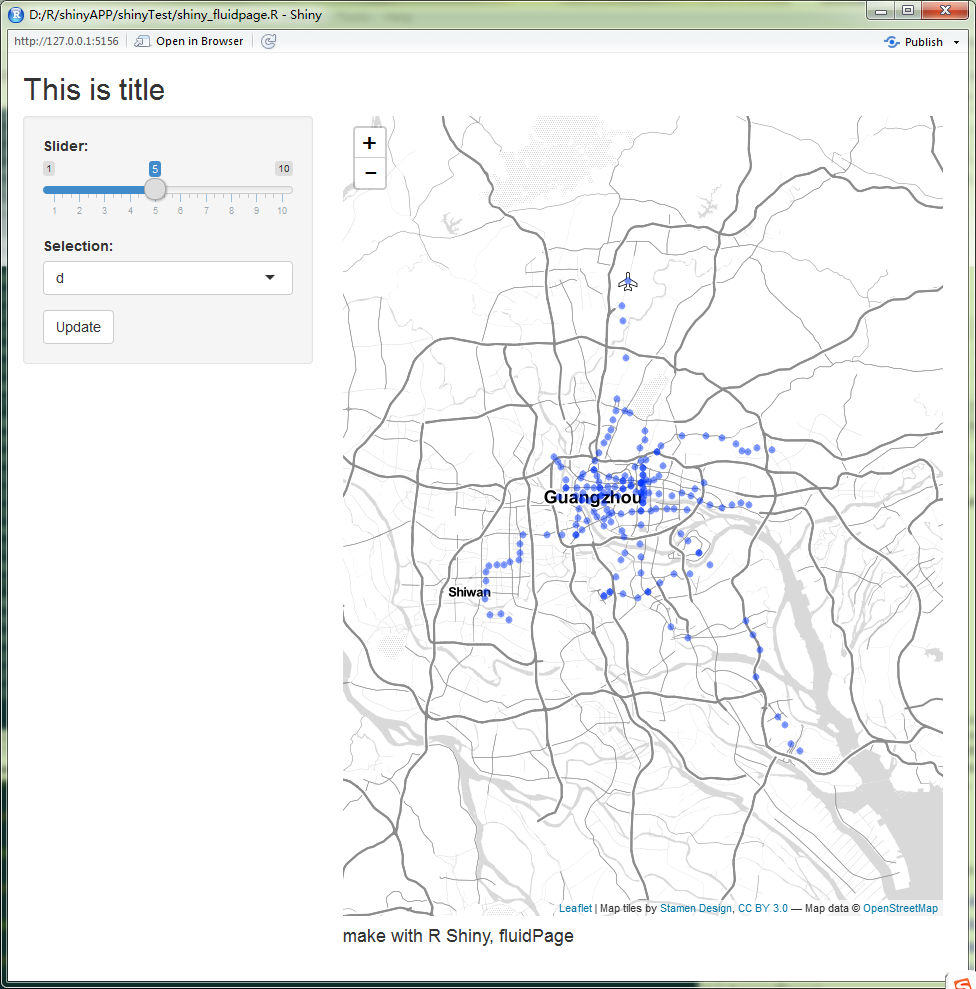 D:/R/shinyAPP/shinyTest/shiny_fluidpage.R - Shiny
http://127.0.0.1:5156 Open in Browser Publish
This is title
Slider:
1 5 10
1 2 3 4 5 6 7 8 9 10
Selection:
d
Update
+
−
Guangzhou
Shiwan
Leaflet | Map tiles by Stamen Design, CC BY 3.0 — Map data © OpenStreetMap
make with R Shiny, fluidPage